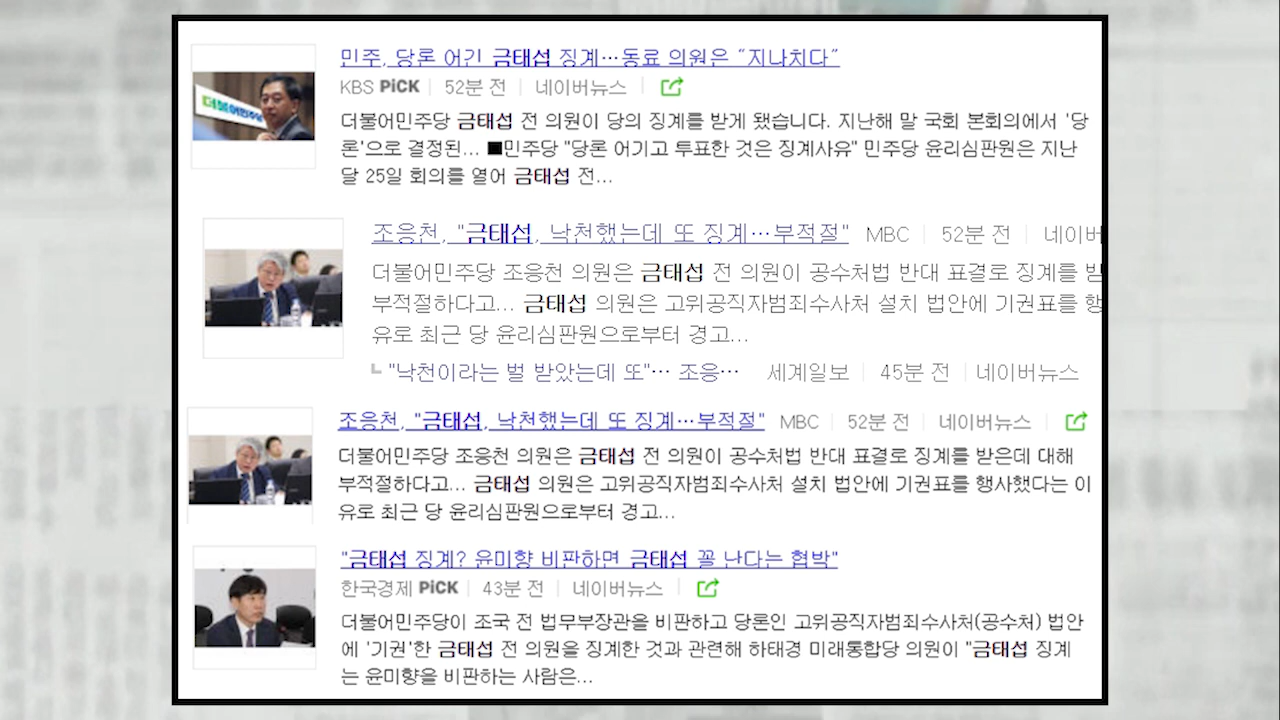 민주, 당론 어긴 금태섭 징계…동료 의원은 “지나치다”
KBS PiCK 52분 전 네이버뉴스
더불어민주당 금태섭 전 의원이 당의 징계를 받게 됐습니다. 지난해 말 국회 본회의에서 '당
론'으로 결정된... ■민주당 "당론 어기고 투표한 것은 징계사유" 민주당 윤리심판원은 지난
달 25일 회의를 열어 금태섭 전...
조응천, "금태섭, 낙천했는데 또 징계…부적절" MBC 52분 전 네이버
더불어민주당 조응천 의원은 금태섭 전 의원이 공수처법 반대 표결로 징계를 받
부적절하다고... 금태섭 의원은 고위공직자범죄수사처 설치 법안에 기권표를 행
유로 최근 당 윤리심판원으로부터 경고...
"낙천이라는 벌 받았는데 또"… 조응… 세계일보 45분 전 네이버뉴스
조응천, "금태섭, 낙천했는데 또 징계…부적절" MBC 52분 전 네이버뉴스
더불어민주당 조응천 의원은 금태섭 전 의원이 공수처법 반대 표결로 징계를 받은데 대해
부적절하다고... 금태섭 의원은 고위공직자범죄수사처 설치 법안에 기권표를 행사했다는 이
유로 최근 당 윤리심판원으로부터 경고...
"금태섭 징계? 윤미향 비판하면 금태섭 꼴 난다는 협박"
한국경제 PiCK 43분 전 네이버뉴스
더불어민주당이 조국 전 법무부장관을 비판하고 당론인 고위공직자범죄수사처(공수처) 법안
에 '기권'한 금태섭 전 의원을 징계한 것과 관련해 하태경 미래통합당 의원이 "금태섭 징계
는 윤미향을 비판하는 사람은...